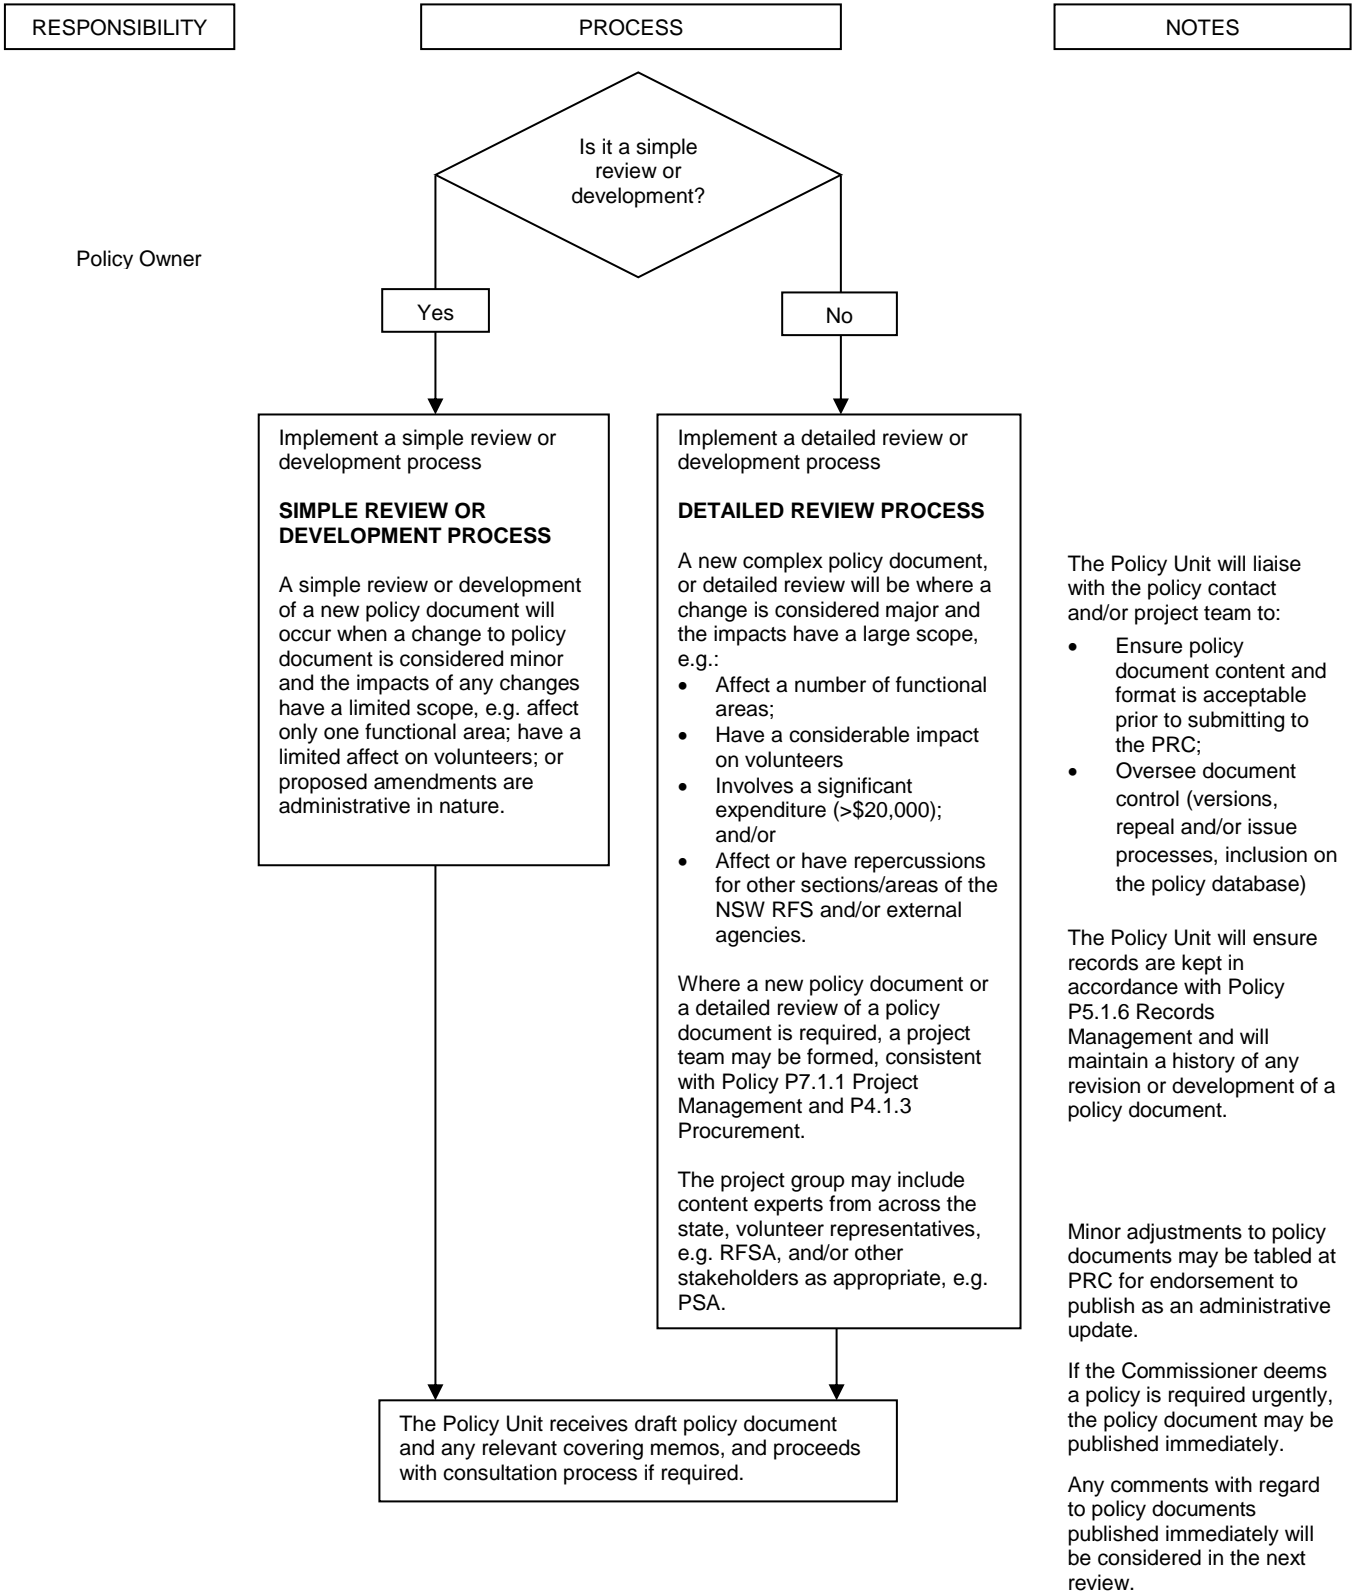 RESPONSIBILITY
PROCESS
NOTES
Is it a simple
review or
development?
Policy Owner
Yes
No
Implement a simple review or
development process
SIMPLE REVIEW OR
DEVELOPMENT PROCESS
A simple review or development
of a new policy document will
occur when a change to policy
document is considered minor
and the impacts of any changes
have a limited scope, e.g. affect
only one functional area; have a
limited affect on volunteers; or
proposed amendments are
administrative in nature.
Implement a detailed review or
development process
DETAILED REVIEW PROCESS
A new complex policy document,
or detailed review will be where a
change is considered major and
the impacts have a large scope,
e.g.:
• Affect a number of functional
areas;
• Have a considerable impact
on volunteers
• Involves a significant
expenditure (>$20,000);
and/or
• Affect or have repercussions
for other sections/areas of the
NSW RFS and/or external
agencies.
Where a new policy document or
a detailed review of a policy
document is required, a project
team may be formed, consistent
with Policy P7.1.1 Project
Management and P4.1.3
Procurement.
The project group may include
content experts from across the
state, volunteer representatives,
e.g. RFSA, and/or other
stakeholders as appropriate, e.g.
PSA.
The Policy Unit receives draft policy document
and any relevant covering memos, and proceeds
with consultation process if required.
The Policy Unit will liaise
with the policy contact
and/or project team to:
• Ensure policy
document content and
format is acceptable
prior to submitting to
the PRC;
• Oversee document
control (versions,
repeal and/or issue
processes, inclusion on
the policy database)
The Policy Unit will ensure
records are kept in
accordance with Policy
P5.1.6 Records
Management and will
maintain a history of any
revision or development of a
policy document.
Minor adjustments to policy
documents may be tabled at
PRC for endorsement to
publish as an administrative
update.
If the Commissioner deems
a policy is required urgently,
the policy document may be
published immediately.
Any comments with regard
to policy documents
published immediately will
be considered in the next
review.